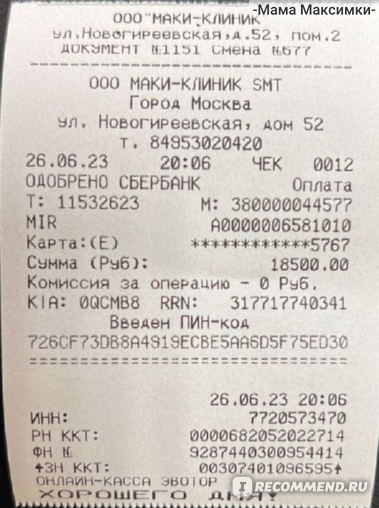 -Мама Максимки-
ООО"МАКИ-КЛИНИК"
ул.Новогиреевская,д.52, пом.2
ДОКУМЕНТ №1151 Смена №677
ООО МАКИ-КЛИНИК SMT
Город Москва
ул. Новогиреевская, дом 52
т. 84953020420
26.06.23 20:06 ЧЕК 0012
ОДОБРЕНО СБЕРБАНК Оплата
Т: 11532623 М: 380000044577
MIR A0000006581010
Карта:(E) ************5767
Сумма (Руб): 18500.00
Комиссия за операцию - 0 Руб.
КIA: 0QCMB8 RRN: 317717740341
Введен ПИН-код
726CF73DB8A4919ECBE5AA6D5F75ED30
==============================
26.06.23 20:06
ИНН: 7720573470
РН ККТ: 0000682052022714
ФН № 9287440300954414
↑ЗН ККТ: 00307401096595↑
ОНЛАЙН-КАССА ЭВОТОР
ХОРОШЕГО ДНЯ!
IRECOMMEND.RU